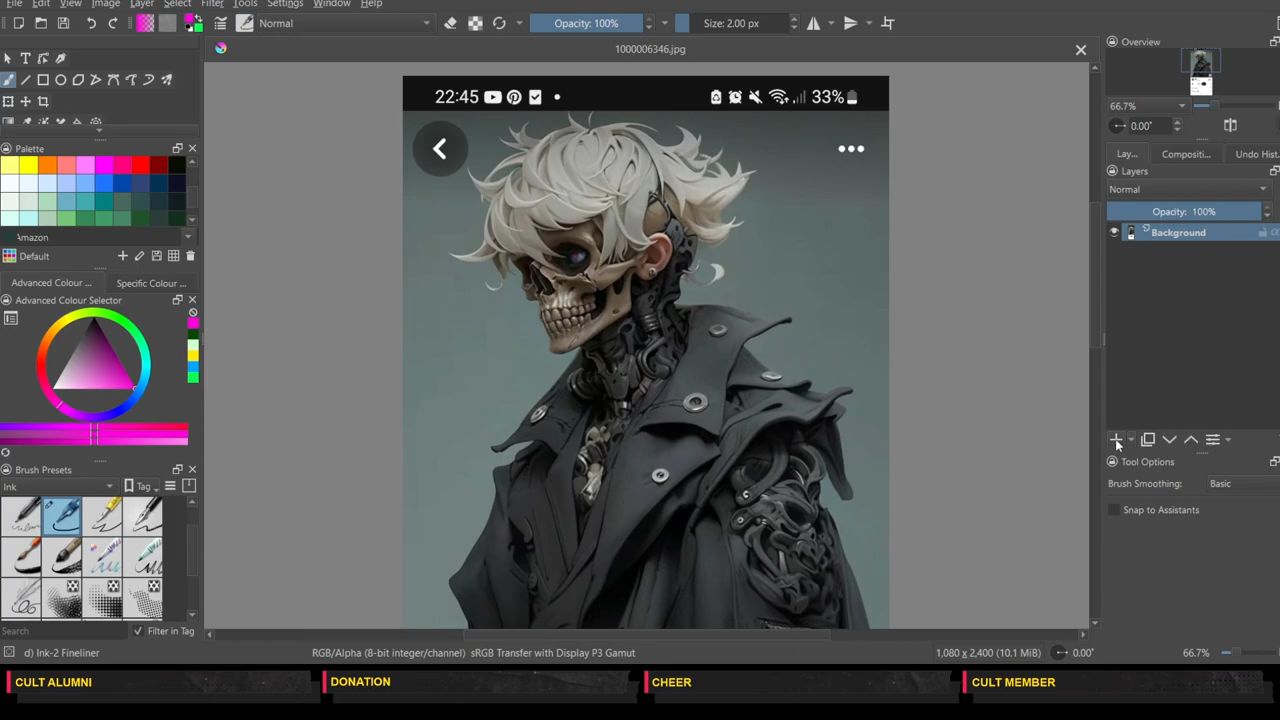 File Edit View Image Layer Select Filter Tools Settings Window Help
Normal
Opacity: 100%
Size: 2.00 px
1000006346.jpg
22:45
33%
Overview
66.7%
0.00°
Lay...
Compositi...
Undo Hist.
Layers
Normal
Opacity: 100%
Background
Tool Options
Brush Smoothing:
Basic
Snap to Assistants
Palette
Amazon
Default
Advanced Colour ...
Specific Colour ...
Advanced Colour Selector
Brush Presets
Ink
Tag
Search
Filter in Tag
d) Ink-2 Fineliner
RGB/Alpha (8-bit integer/channel) sRGB Transfer with Display P3 Gamut
1,080 x 2,400 (10.1 MiB)
0.00°
66.7%
CULT ALUMNI
DONATION
CHEER
CULT MEMBER